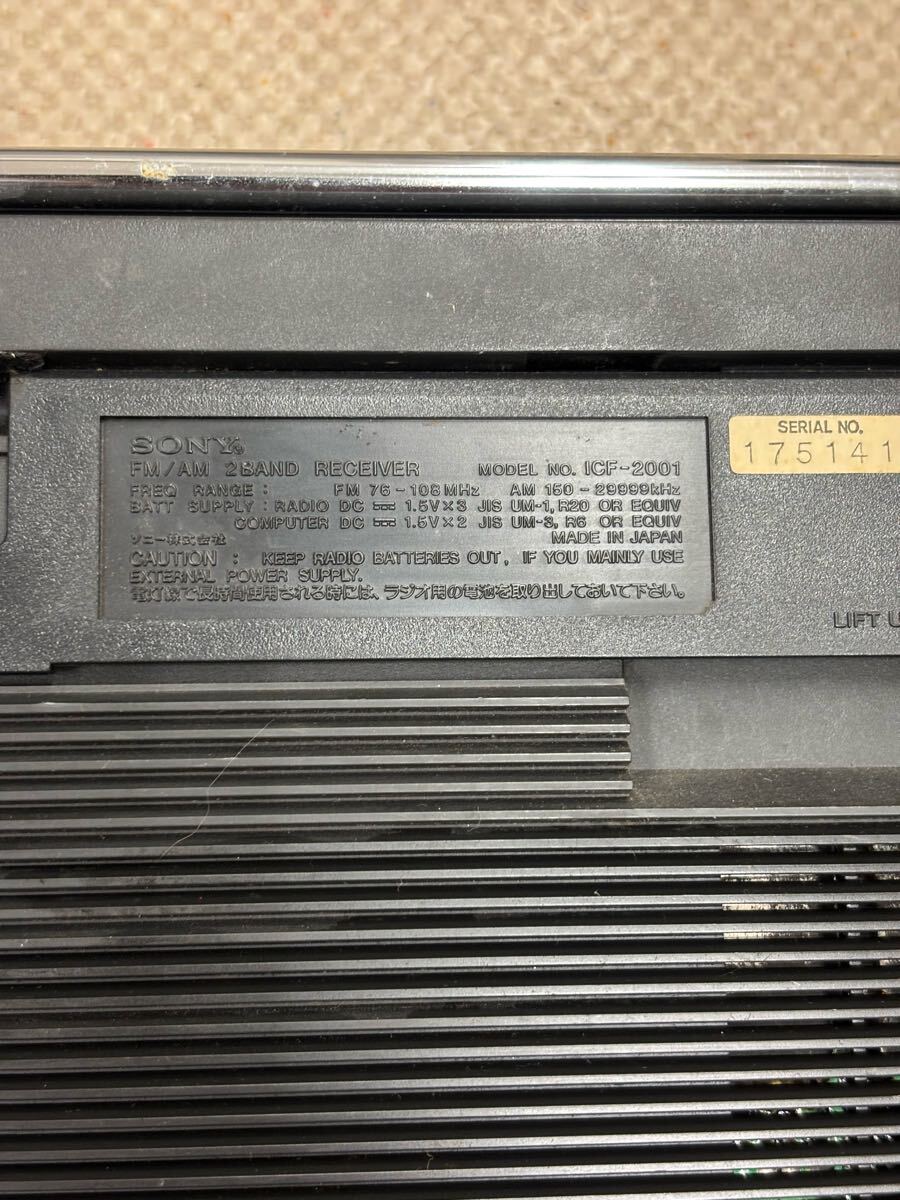 SONY®
FM/AM 2BAND RECEIVER MODEL NO. ICF-2001
FREQ RANGE: FM 76-108MHz AM 150-29999kHz
BATT SUPPLY: RADIO DC ⎓ 1.5V×3 JIS UM-1, R20 OR EQUIV
COMPUTER DC ⎓ 1.5V×2 JIS UM-3, R6 OR EQUIV
ソニー株式会社 MADE IN JAPAN
CAUTION: KEEP RADIO BATTERIES OUT, IF YOU MAINLY USE
EXTERNAL POWER SUPPLY.
電灯線で長時間使用される時には、ラジオ用の電池を取り出しておいて下さい。
SERIAL NO.
175141
LIFT U